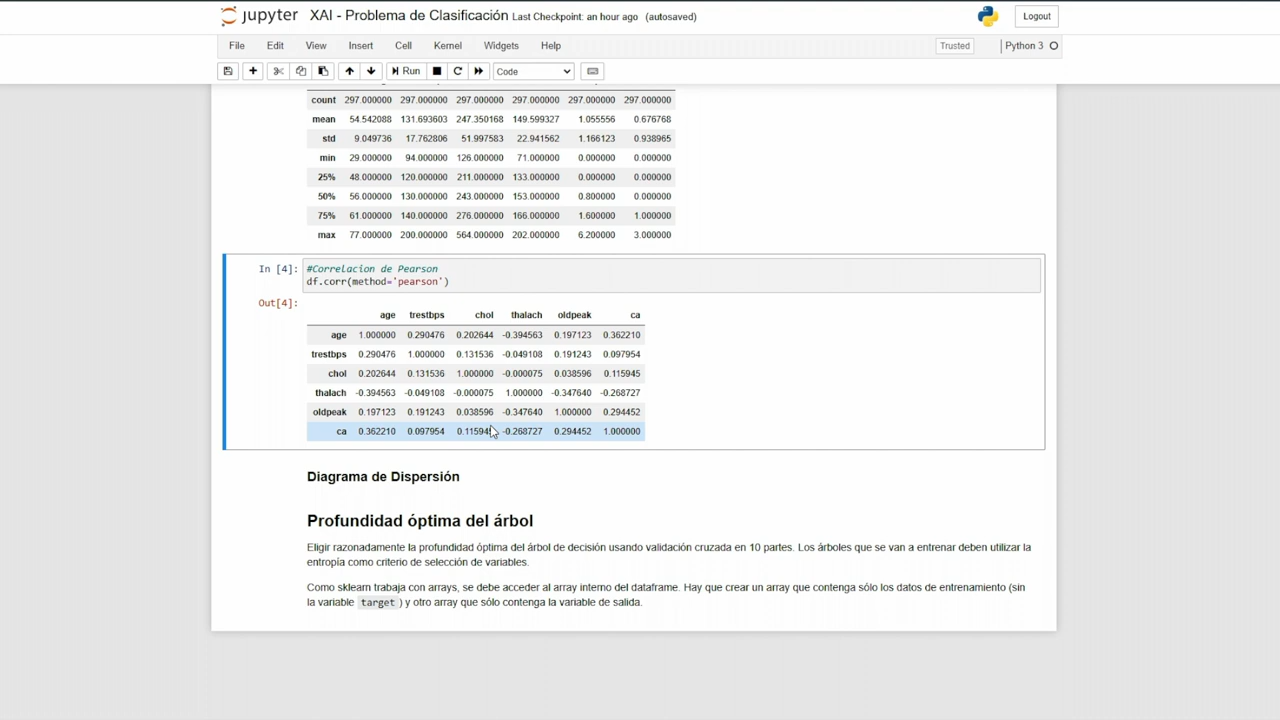 jupyter XAI - Problema de Clasificación Last Checkpoint: an hour ago (autosaved) Logout
File Edit View Insert Cell Kernel Widgets Help Trusted Python 3
Run Code
count 297.000000 297.000000 297.000000 297.000000 297.000000 297.000000
mean 54.542088 131.693603 247.350168 149.599327 1.055556 0.676768
std 9.049736 17.762806 51.997583 22.941562 1.166123 0.938965
min 29.000000 94.000000 126.000000 71.000000 0.000000 0.000000
25% 48.000000 120.000000 211.000000 133.000000 0.000000 0.000000
50% 56.000000 130.000000 243.000000 153.000000 0.800000 0.000000
75% 61.000000 140.000000 276.000000 166.000000 1.600000 1.000000
max 77.000000 200.000000 564.000000 202.000000 6.200000 3.000000
In [4]: #Correlacion de Pearson
df.corr(method='pearson')
Out[4]:
age trestbps chol thalach oldpeak ca
age 1.000000 0.290476 0.202644 -0.394563 0.197123 0.362210
trestbps 0.290476 1.000000 0.131536 -0.049108 0.191243 0.097954
chol 0.202644 0.131536 1.000000 -0.000075 0.038596 0.115945
thalach -0.394563 -0.049108 -0.000075 1.000000 -0.347640 -0.268727
oldpeak 0.197123 0.191243 0.038596 -0.347640 1.000000 0.294452
ca 0.362210 0.097954 0.115945 -0.268727 0.294452 1.000000
Diagrama de Dispersión
Profundidad óptima del árbol
Eligir razonadamente la profundidad óptima del árbol de decisión usando validación cruzada en 10 partes. Los árboles que se van a entrenar deben utilizar la
entropía como criterio de selección de variables.
Como sklearn trabaja con arrays, se debe acceder al array interno del dataframe. Hay que crear un array que contenga sólo los datos de entrenamiento (sin
la variable target ) y otro array que sólo contenga la variable de salida.